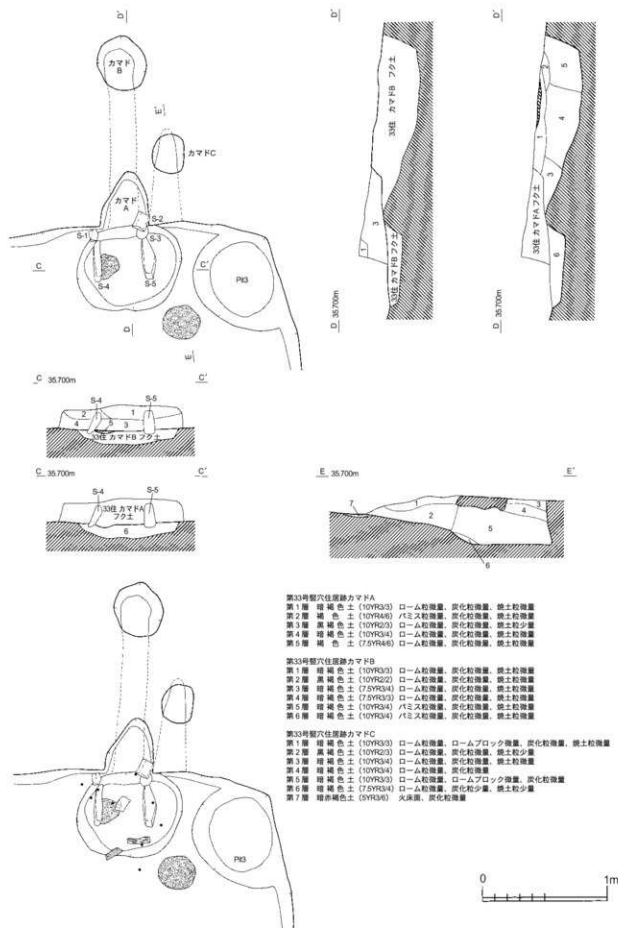 D'
カマド
B
E'
カマドC
カマド
A
S-1
S-2
S-3
S-4
S-5
C
C'
Pit3
D
E
D'
33住 カマドB フク土
3
1
33住 カマドB フク土
D 35.700m
D'
2
5
1
4
3
33住 カマドA フク土
6
D 35.700m
C 35.700m
C'
S-4
S-5
2
1
4
5
3
33住 カマドB フク土
C 35.700m
C'
S-4
S-5
33住 カマドA
フク土
6
E 35.700m
E'
7
1
3
2
4
5
6
第33号竪穴住居跡カマドA
第1層 暗褐色土(10YR3/3) ローム粒微量、炭化粒微量、焼土粒微量
第2層 褐色土(10YR4/6) パミス粒微量、炭化粒微量、焼土粒微量
第3層 黒褐色土(10YR2/3) ローム粒微量、炭化粒微量、焼土粒少量
第4層 暗褐色土(10YR3/4) ローム粒微量、炭化粒微量、焼土粒微量
第5層 褐色土(7.5YR4/6) ローム粒微量、炭化粒微量、焼土粒微量
第33号竪穴住居跡カマドB
第1層 暗褐色土(10YR3/3) ローム粒微量、炭化粒微量、焼土粒微量
第2層 黒褐色土(10YR2/2) ローム粒微量、炭化粒微量、焼土粒微量
第3層 暗褐色土(7.5YR3/4) ローム粒微量、炭化粒微量、焼土粒微量
第4層 暗褐色土(7.5YR3/3) ローム粒微量、炭化粒微量、焼土粒微量
第5層 暗褐色土(10YR3/4) パミス粒微量、炭化粒微量、焼土粒微量
第6層 暗褐色土(10YR3/4) パミス粒微量、炭化粒微量、焼土粒微量
第33号竪穴住居跡カマドC
第1層 暗褐色土(10YR3/3) ローム粒微量、ロームブロック微量、炭化粒微量、焼土粒微量
第2層 黒褐色土(10YR2/3) ローム粒微量、炭化粒微量、焼土粒少量
第3層 暗褐色土(10YR3/4) ローム粒微量、炭化粒微量、焼土粒微量
第4層 暗褐色土(10YR3/4) ローム粒微量、炭化粒微量
第5層 暗褐色土(10YR3/3) ローム粒微量、ロームブロック微量、炭化粒微量
第6層 暗褐色土(7.5YR3/4) ローム粒微量、炭化粒少量、焼土粒少量
第7層 暗赤褐色土(5YR3/6) 火床面、炭化粒微量
Pit3
0
1m